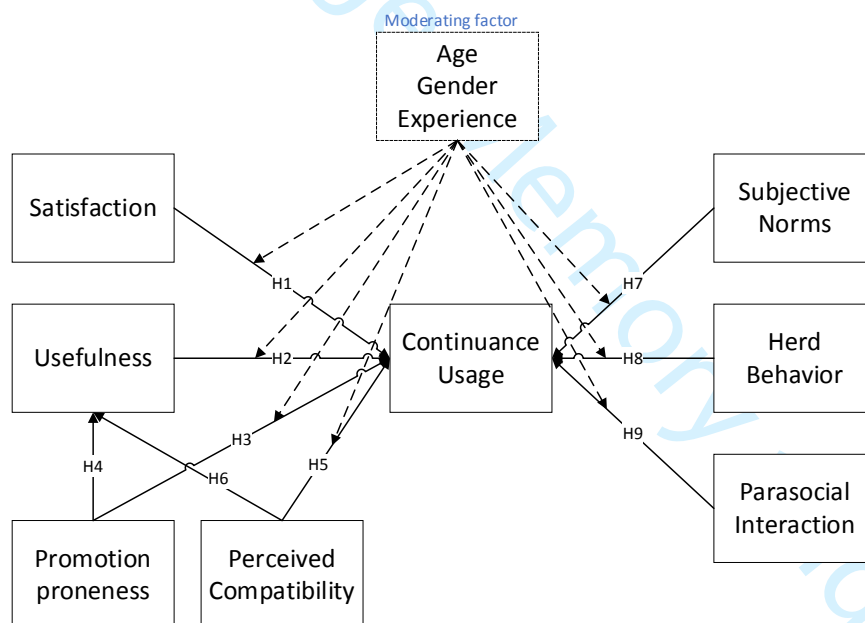 Moderating factor
Age
Gender
Experience
Satisfaction
Subjective
Norms
H1
H7
Usefulness
H2
Continuance
Usage
H8
Herd
Behavior
H3
H9
H4
H6
H5
Promotion
proneness
Perceived
Compatibility
Parasocial
Interaction